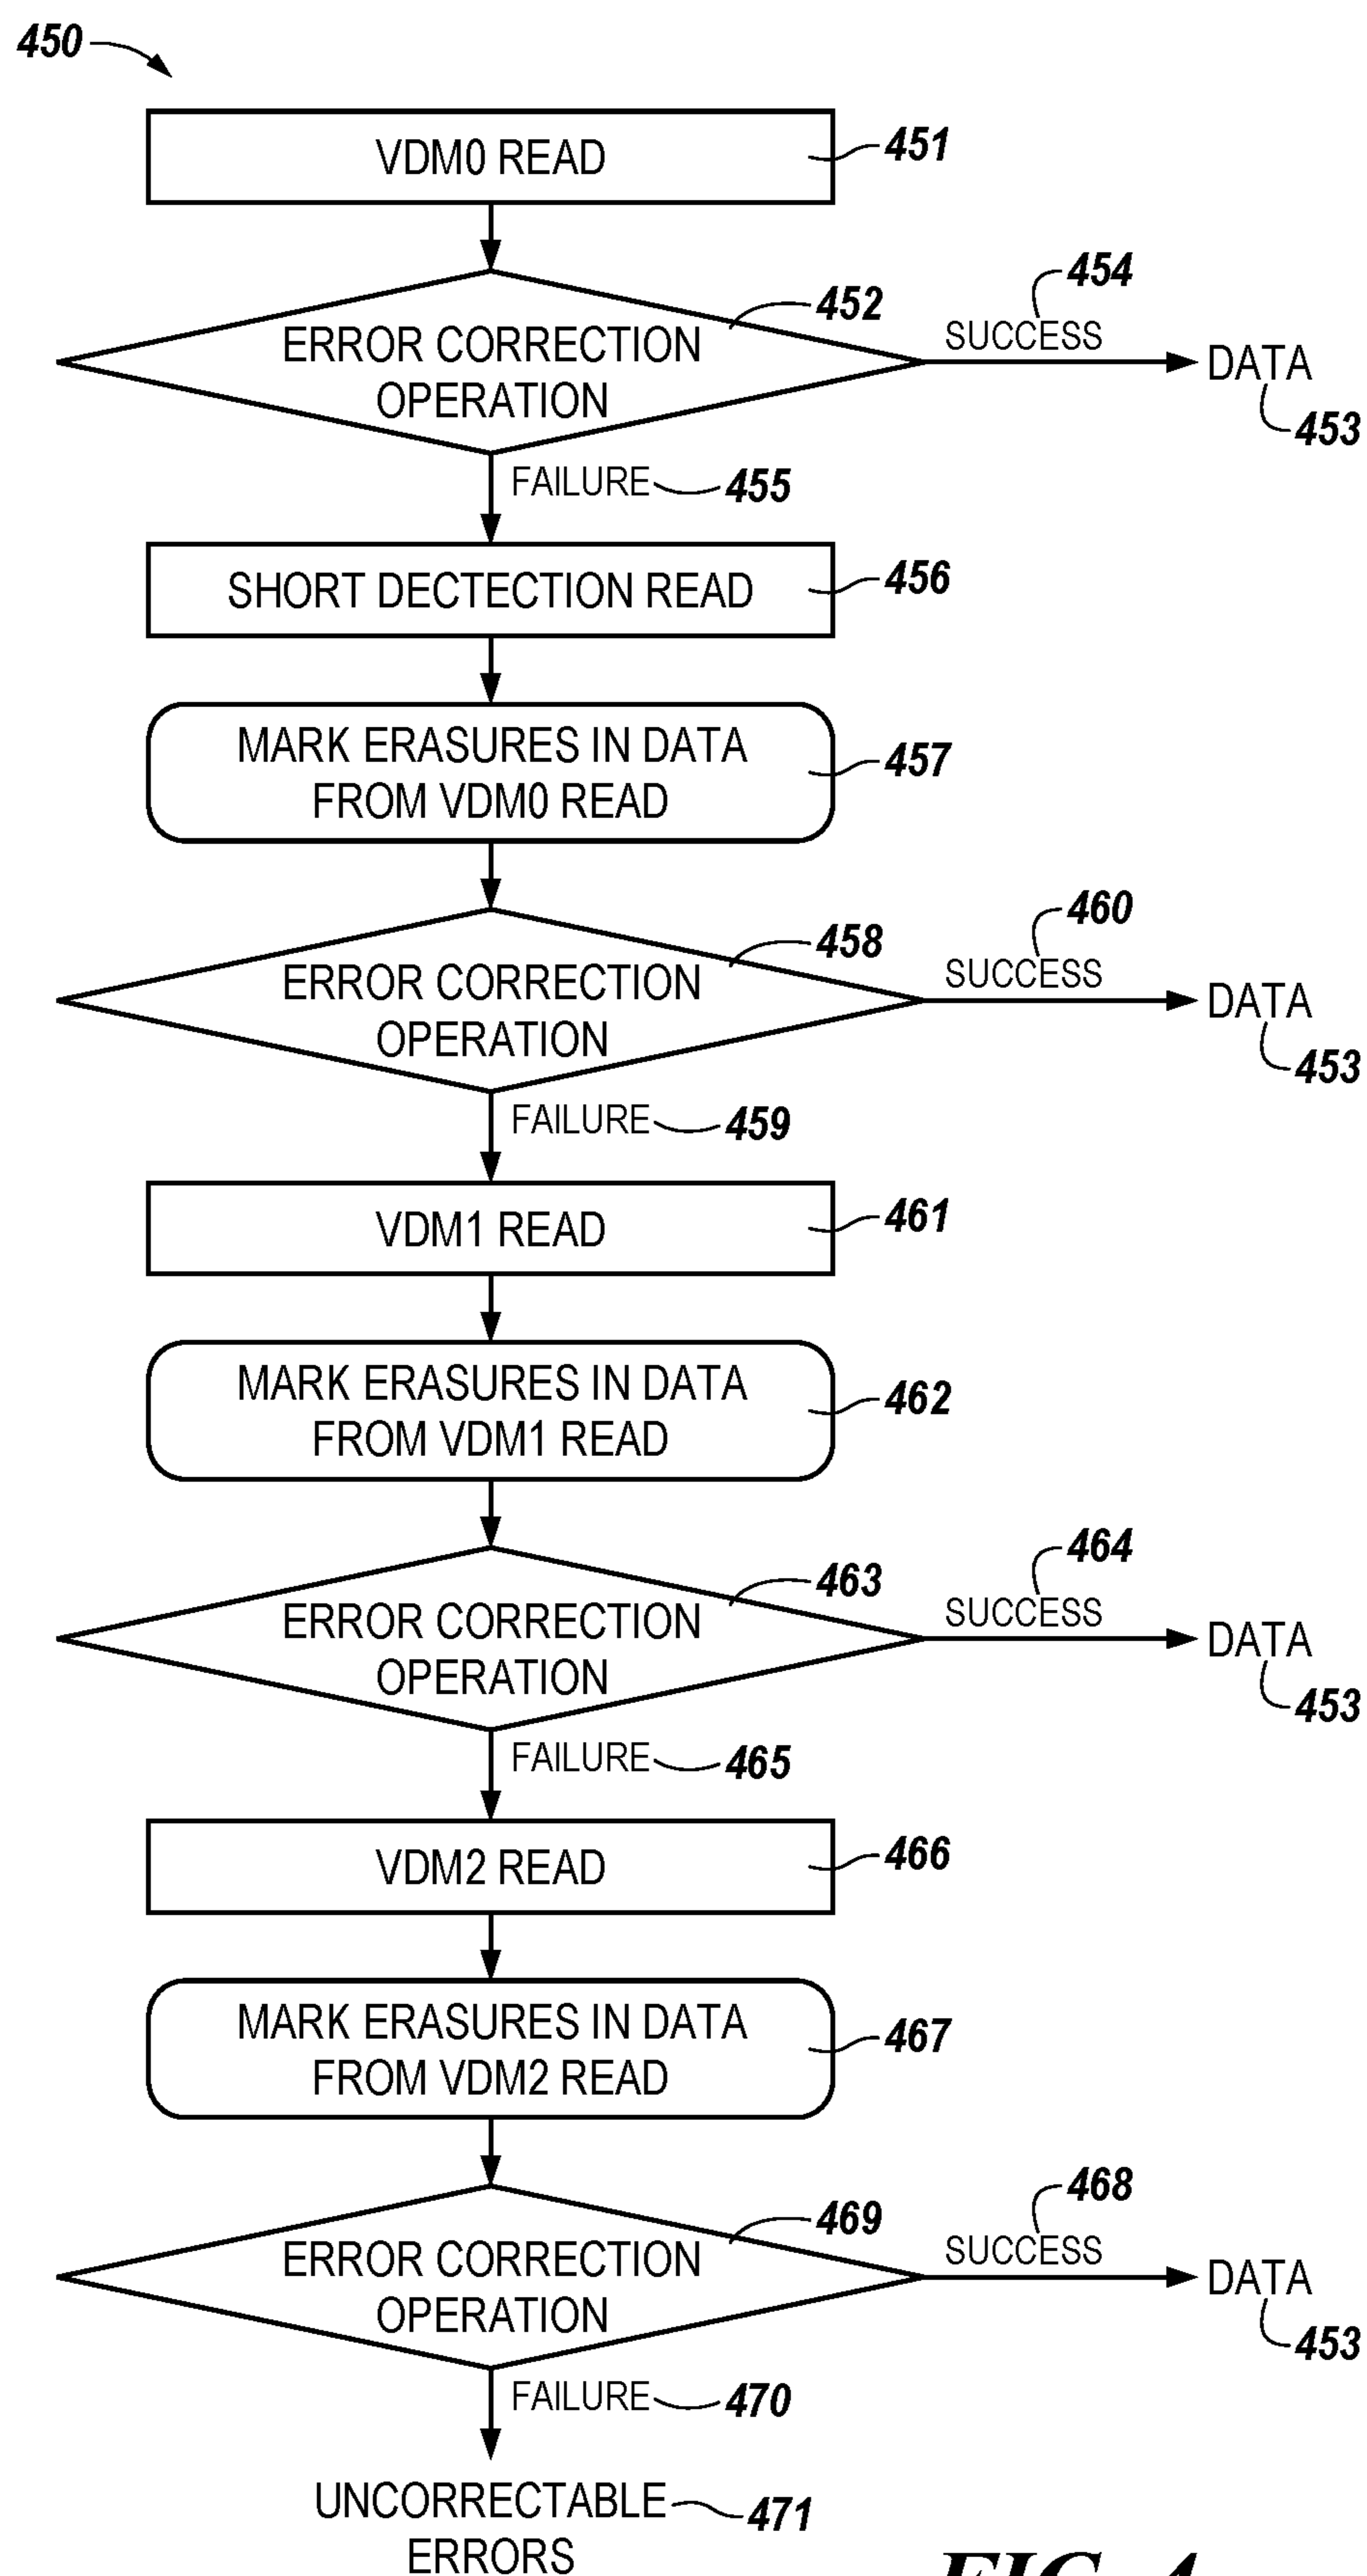 450
VDM0 READ
451
452
ERROR CORRECTION
OPERATION
454
SUCCESS
DATA
453
FAILURE
455
SHORT DECTECTION READ
456
MARK ERASURES IN DATA
FROM VDM0 READ
457
458
ERROR CORRECTION
OPERATION
460
SUCCESS
DATA
453
FAILURE
459
VDM1 READ
461
MARK ERASURES IN DATA
FROM VDM1 READ
462
463
ERROR CORRECTION
OPERATION
464
SUCCESS
DATA
453
FAILURE
465
VDM2 READ
466
MARK ERASURES IN DATA
FROM VDM2 READ
467
469
ERROR CORRECTION
OPERATION
468
SUCCESS
DATA
453
FAILURE
470
UNCORRECTABLE
ERRORS
471
FIG. 4